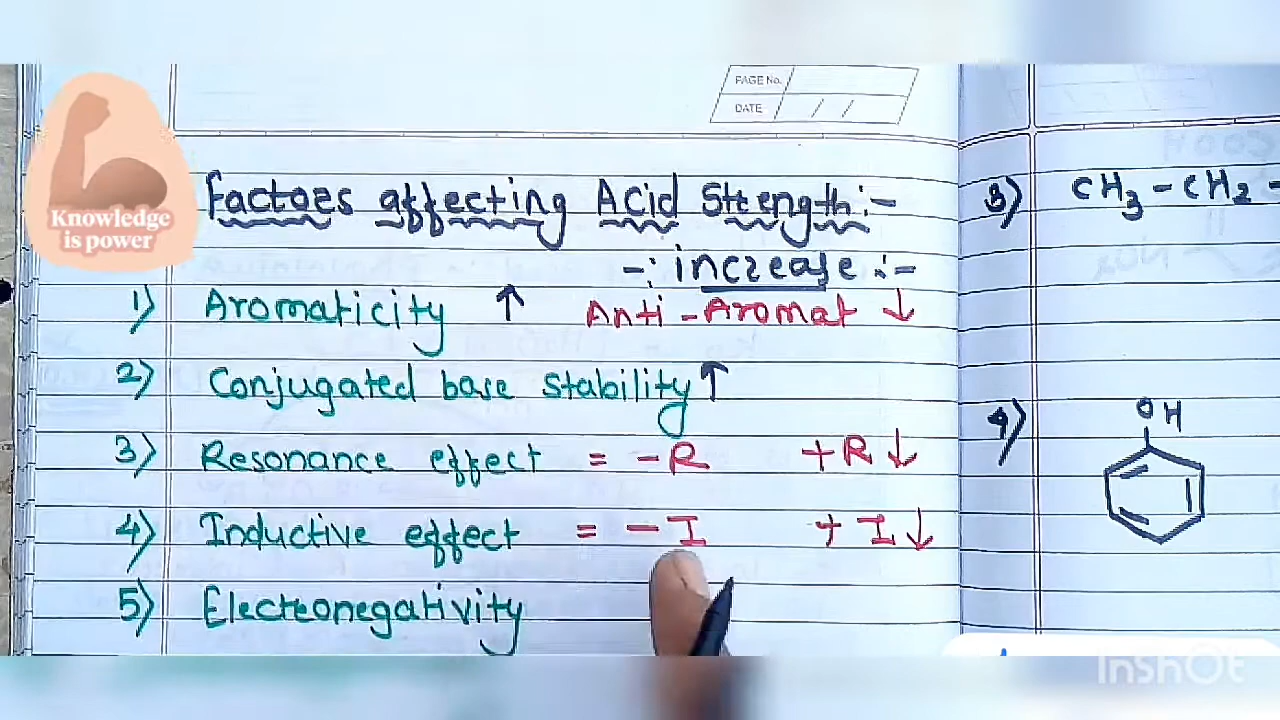 PAGE No.
DATE / /
Knowledge
is power
Factors affecting Acid Strength :-
-: increase :-
1) Aromaticity ↑ Anti - Aromat ↓
2) Conjugated base stability ↑
3) Resonance effect = -R +R ↓
4) Inductive effect = -I +I ↓
5) Electronegativity
3) CH3 - CH2 -
4) OH
InShOt